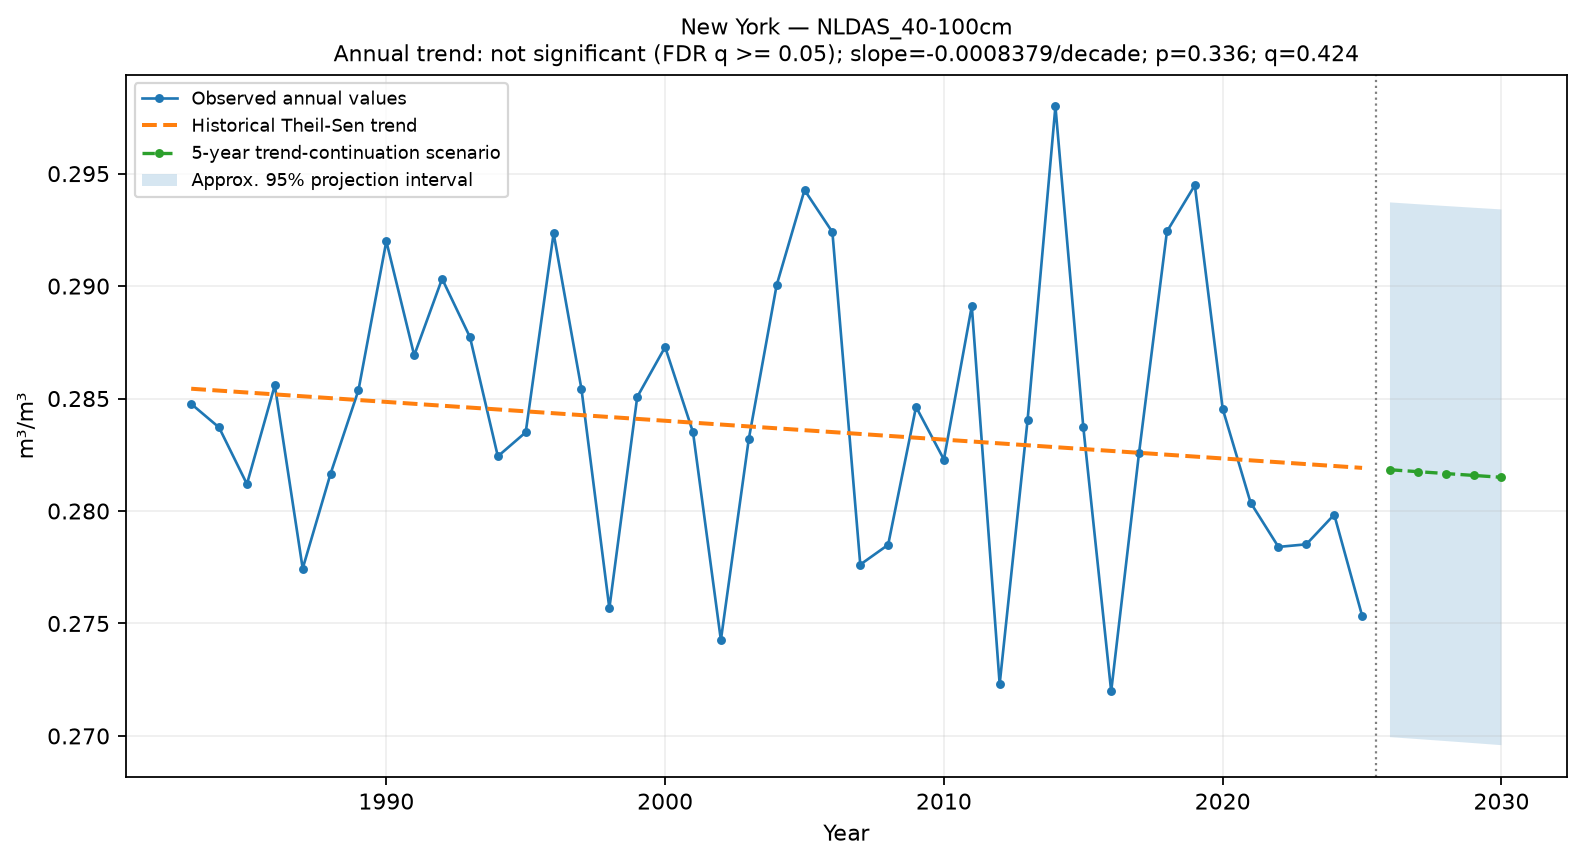 New York — NLDAS_40-100cm
Annual trend: not significant (FDR q >= 0.05); slope=-0.0008379/decade; p=0.336; q=0.424
Observed annual values
Historical Theil-Sen trend
5-year trend-continuation scenario
Approx. 95% projection interval
0.295
0.290
0.285
0.280
0.275
0.270
m³/m³
1990 2000 2010 2020 2030
Year